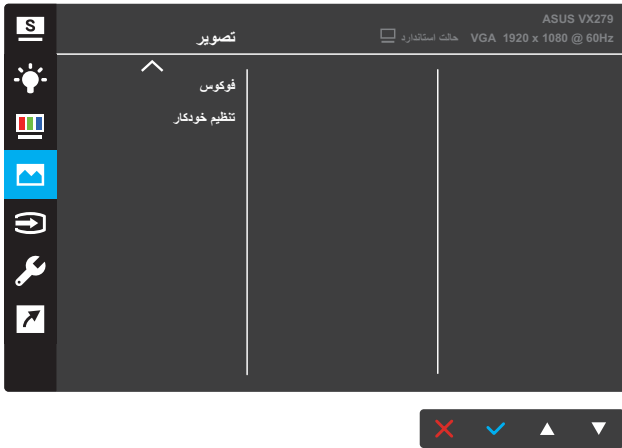 S
ASUS VX279
تصویر
حالت استاندارد VGA 1920 x 1080 @ 60Hz
فوکوس
تنظیم خودکار